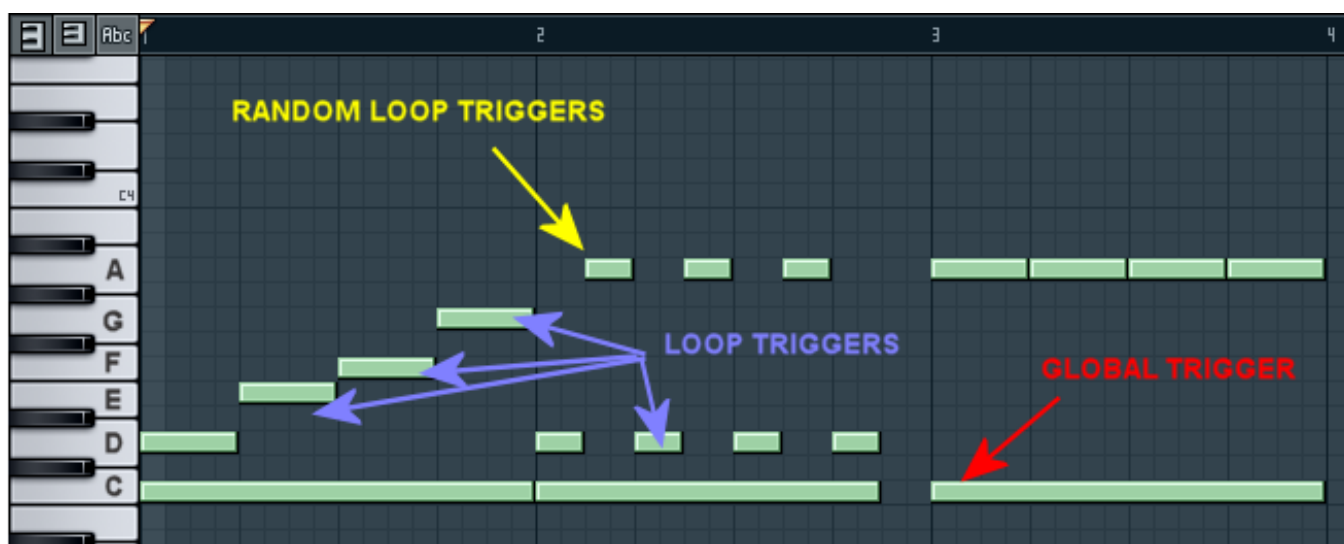 Abc 1 2 3 4
RANDOM LOOP TRIGGERS
C4
A
G
LOOP TRIGGERS
F
GLOBAL TRIGGER
E
D
C